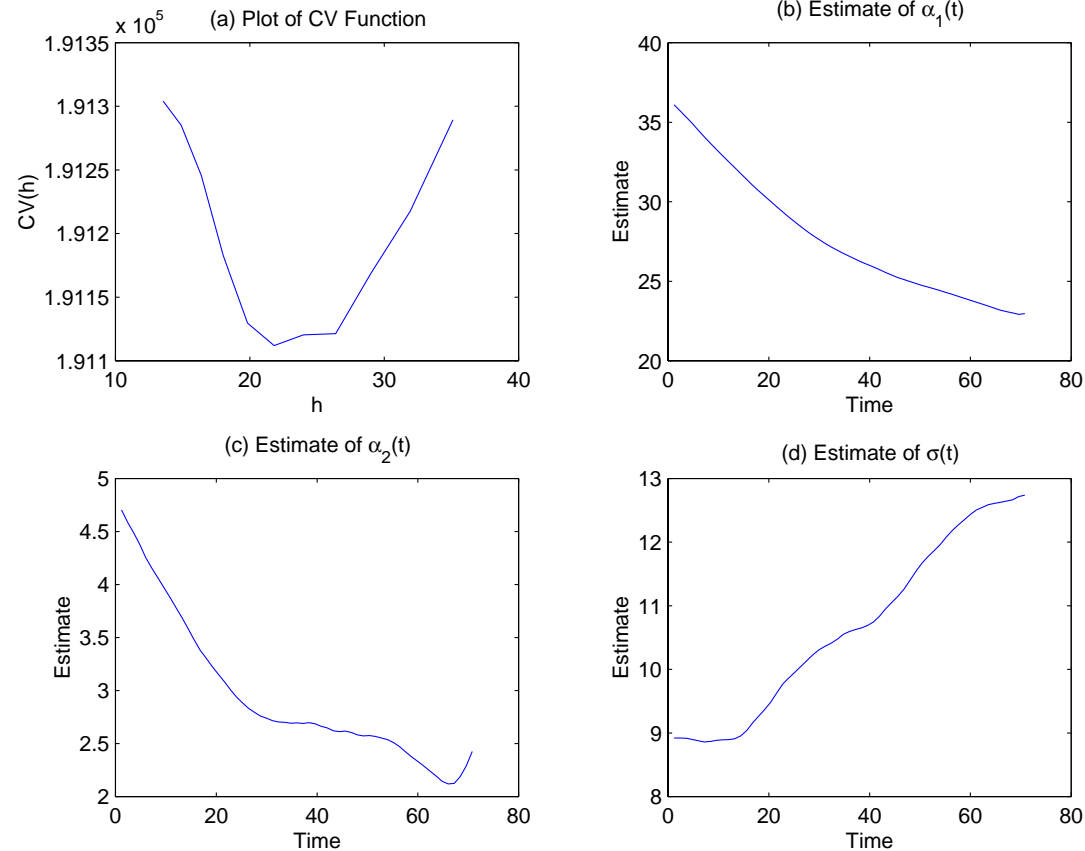 (a) Plot of CV Function
x 10^5
1.9135
1.913
1.9125
1.912
1.9115
1.911
CV(h)
10 20 30 40
h
(b) Estimate of α_1(t)
40
35
30
25
20
Estimate
0 20 40 60 80
Time
(c) Estimate of α_2(t)
5
4.5
4
3.5
3
2.5
2
Estimate
0 20 40 60 80
Time
(d) Estimate of σ(t)
13
12
11
10
9
8
Estimate
0 20 40 60 80
Time